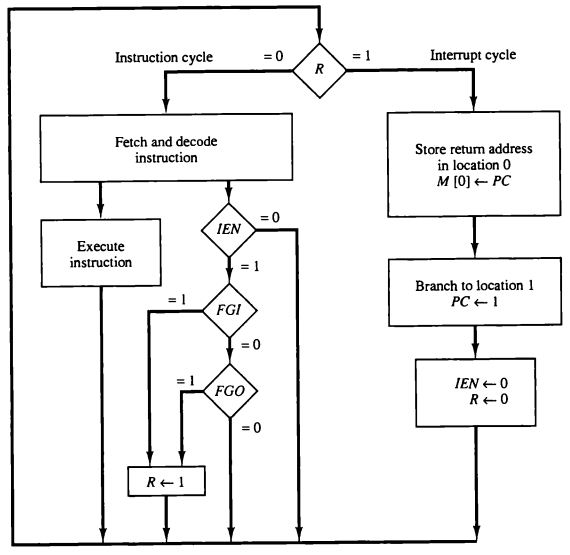 Instruction cycle
= 0
R
= 1
Interrupt cycle
Fetch and decode
instruction
Store return address
in location 0
M [0] ← PC
Execute
instruction
IEN
= 0
= 1
Branch to location 1
PC ← 1
= 1
FGI
= 0
IEN ← 0
R ← 0
= 1
FGO
= 0
R ← 1